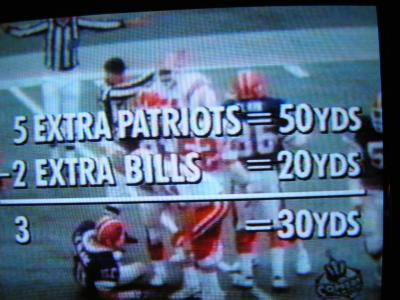 5 EXTRA PATRIOTS = 50YDS
-2 EXTRA BILLS = 20YDS
3 = 30YDS